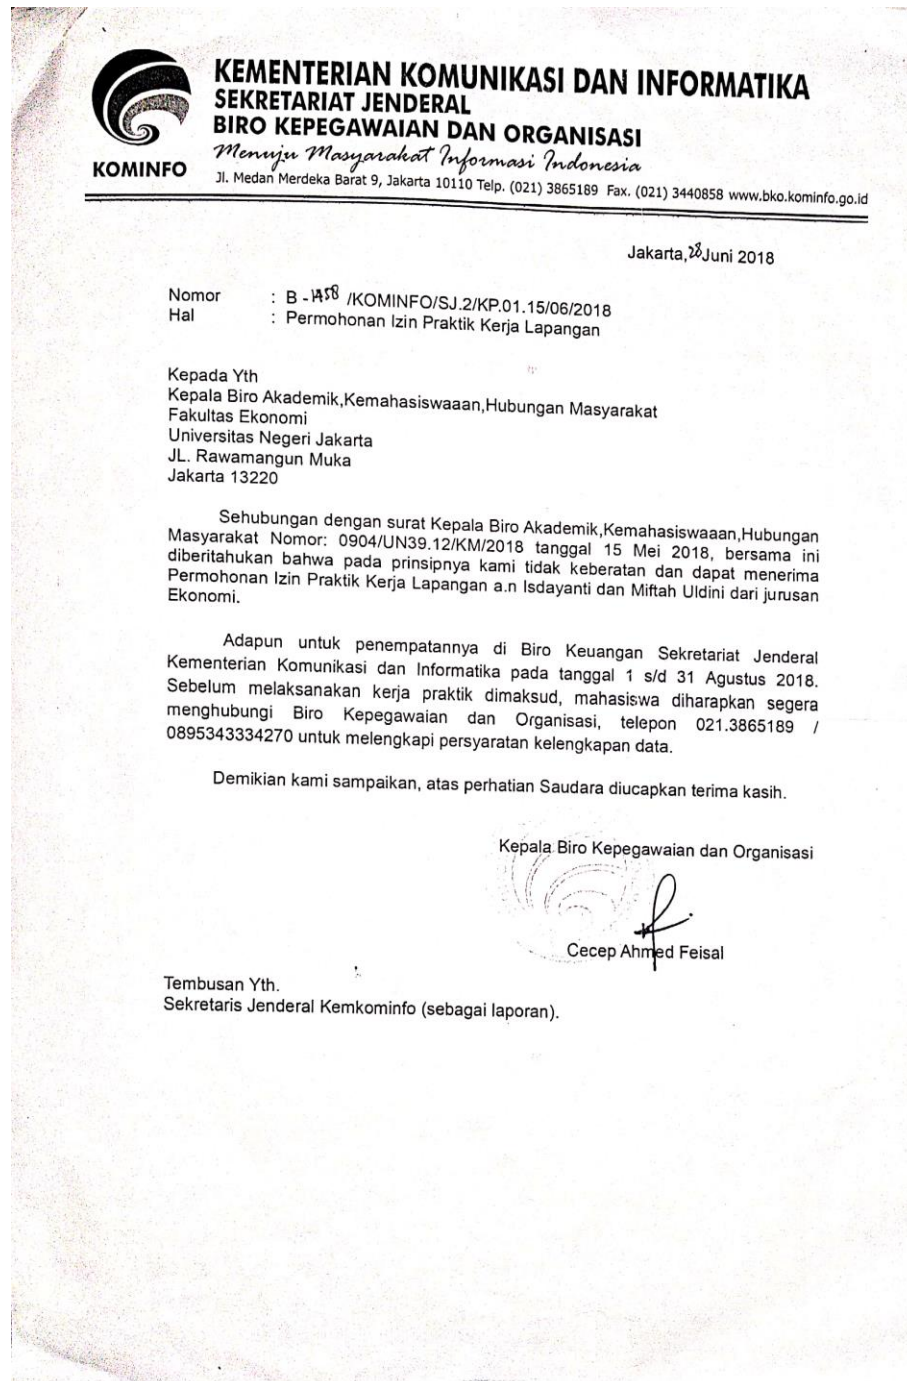 KOMINFO
KEMENTERIAN KOMUNIKASI DAN INFORMATIKA
SEKRETARIAT JENDERAL
BIRO KEPEGAWAIAN DAN ORGANISASI
Menuju Masyarakat Informasi Indonesia
Jl. Medan Merdeka Barat 9, Jakarta 10110 Telp. (021) 3865189 Fax. (021) 3440858 www.bko.kominfo.go.id
Jakarta, 28 Juni 2018
Nomor : B - 1458 /KOMINFO/SJ.2/KP.01.15/06/2018
Hal : Permohonan Izin Praktik Kerja Lapangan
Kepada Yth
Kepala Biro Akademik,Kemahasiswaaan,Hubungan Masyarakat
Fakultas Ekonomi
Universitas Negeri Jakarta
JL. Rawamangun Muka
Jakarta 13220
Sehubungan dengan surat Kepala Biro Akademik,Kemahasiswaaan,Hubungan
Masyarakat Nomor: 0904/UN39.12/KM/2018 tanggal 15 Mei 2018, bersama ini
diberitahukan bahwa pada prinsipnya kami tidak keberatan dan dapat menerima
Permohonan Izin Praktik Kerja Lapangan a.n Isdayanti dan Miftah Uldini dari jurusan
Ekonomi.
Adapun untuk penempatannya di Biro Keuangan Sekretariat Jenderal
Kementerian Komunikasi dan Informatika pada tanggal 1 s/d 31 Agustus 2018.
Sebelum melaksanakan kerja praktik dimaksud, mahasiswa diharapkan segera
menghubungi Biro Kepegawaian dan Organisasi, telepon 021.3865189 /
0895343334270 untuk melengkapi persyaratan kelengkapan data.
Demikian kami sampaikan, atas perhatian Saudara diucapkan terima kasih.
Kepala Biro Kepegawaian dan Organisasi
Cecep Ahmed Feisal
Tembusan Yth.
Sekretaris Jenderal Kemkominfo (sebagai laporan).